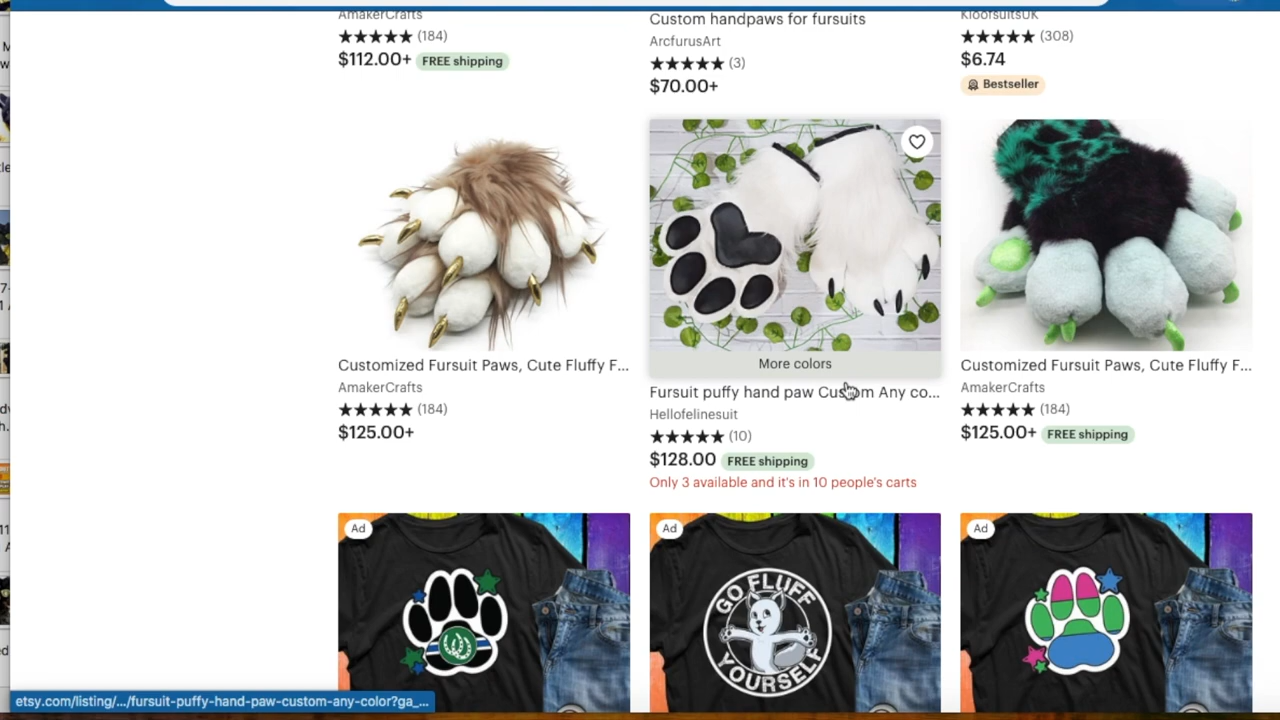 AmakerCrafts
★★★★★ (184)
$112.00+ FREE shipping
Custom handpaws for fursuits
ArcfurusArt
★★★★★ (3)
$70.00+
KloofsuitsUK
★★★★★ (308)
$6.74
Bestseller
Customized Fursuit Paws, Cute Fluffy F...
AmakerCrafts
★★★★★ (184)
$125.00+
More colors
Fursuit puffy hand paw Custom Any co...
Hellofelinesuit
★★★★★ (10)
$128.00 FREE shipping
Only 3 available and it's in 10 people's carts
Customized Fursuit Paws, Cute Fluffy F...
AmakerCrafts
★★★★★ (184)
$125.00+ FREE shipping
Ad
Ad
GO FLUFF
YOURSELF
Ad
etsy.com/listing/.../fursuit-puffy-hand-paw-custom-any-color?ga_...